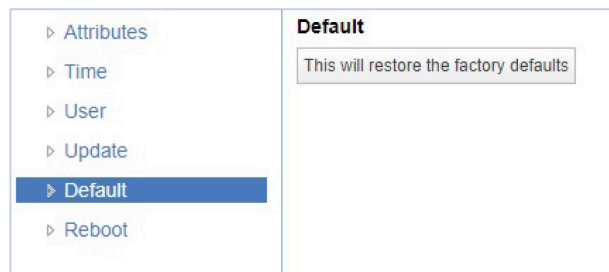 Attributes
Time
User
Update
Default
Reboot
Default
This will restore the factory defaults